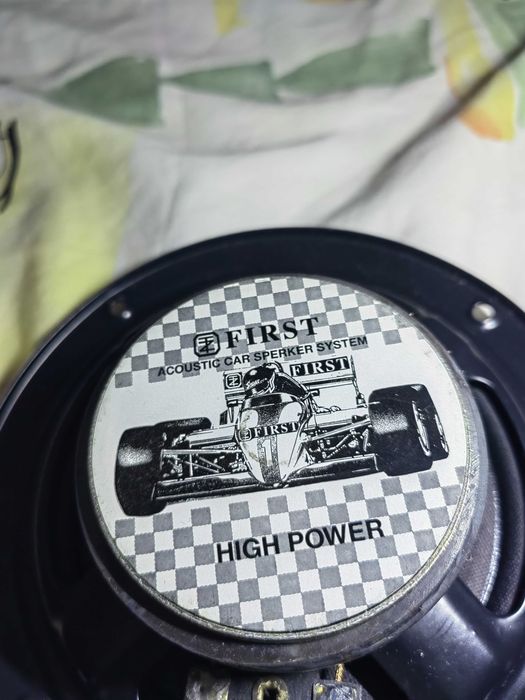 FIRST
ACOUSTIC CAR SPERKER SYSTEM
FIRST
FIRST
HIGH POWER